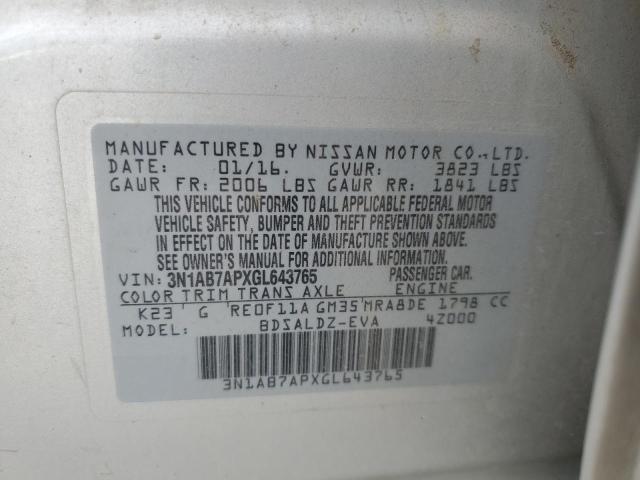 MANUFACTURED BY NISSAN MOTOR CO.,LTD.
DATE: 01/16. GVWR: 3823 LBS
GAWR FR: 2006 LBS GAWR RR: 1841 LBS
THIS VEHICLE CONFORMS TO ALL APPLICABLE FEDERAL MOTOR
VEHICLE SAFETY, BUMPER AND THEFT PREVENTION STANDARDS
IN EFFECT ON THE DATE OF MANUFACTURE SHOWN ABOVE.
SEE OWNER'S MANUAL FOR ADDITIONAL INFORMATION.
VIN: 3N1AB7APXGL643765 PASSENGER CAR.
COLOR TRIM TRANS AXLE ENGINE
K23 G RE0F11A GM35 MRA8DE 1798 CC
MODEL: BDSALDZ-EVA 4Z000
3N1AB7APXGL643765